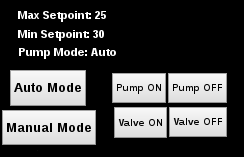 Max Setpoint: 25
Min Setpoint: 30
Pump Mode: Auto
Auto Mode
Pump ON
Pump OFF
Manual Mode
Valve ON
Valve OFF